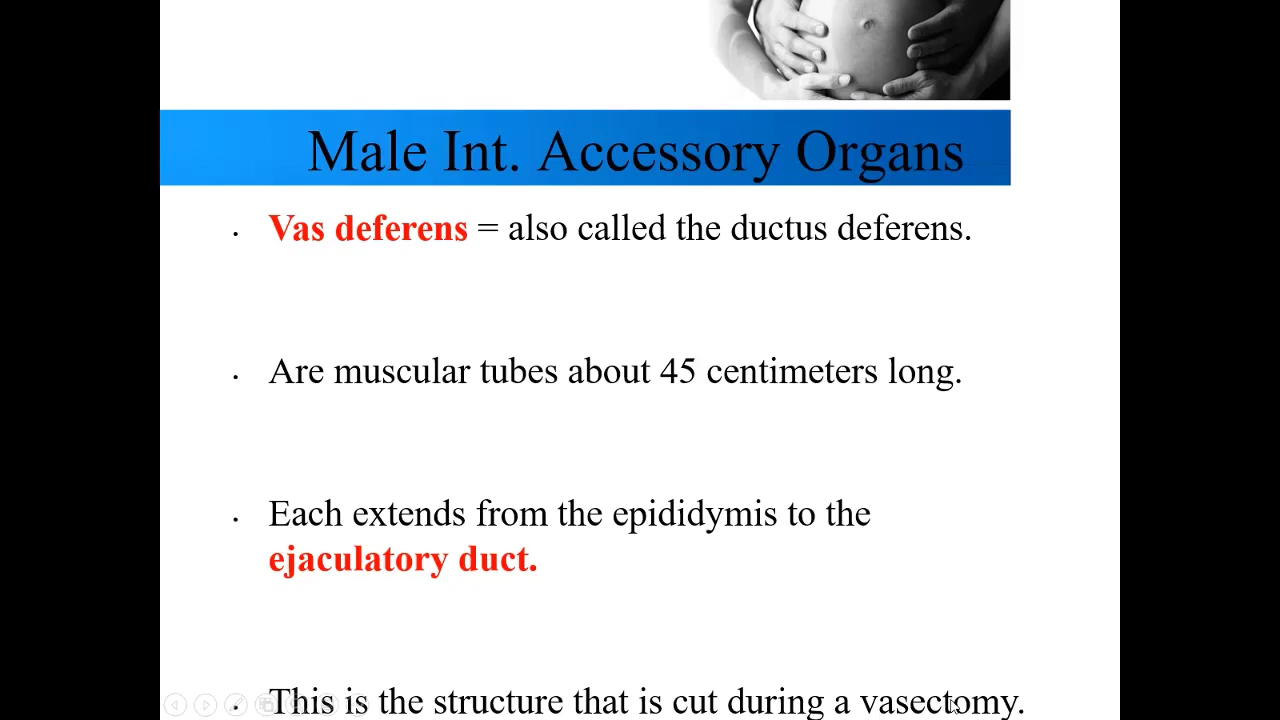 Male Int. Accessory Organs
Vas deferens = also called the ductus deferens.
Are muscular tubes about 45 centimeters long.
Each extends from the epididymis to the
ejaculatory duct.
This is the structure that is cut during a vasectomy.